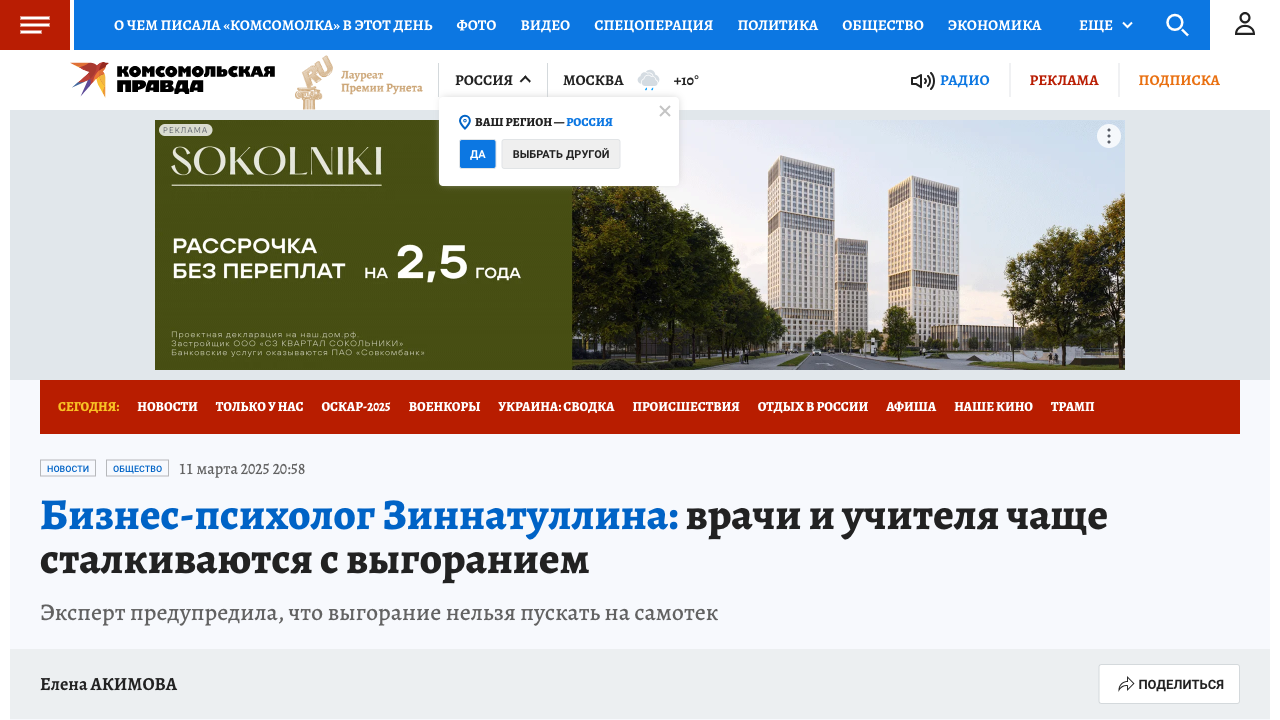 О ЧЕМ ПИСАЛА «КОМСОМОЛКА» В ЭТОТ ДЕНЬ ФОТО ВИДЕО СПЕЦОПЕРАЦИЯ ПОЛИТИКА ОБЩЕСТВО ЭКОНОМИКА ЕЩЕ
КОМСОМОЛЬСКАЯ
ПРАВДА
Лауреат
Премии Рунета
РОССИЯ МОСКВА +10° РАДИО РЕКЛАМА ПОДПИСКА
ВАШ РЕГИОН — РОССИЯ
ДА ВЫБРАТЬ ДРУГОЙ
РЕКЛАМА
SOKOLNIKI
РАССРОЧКА
БЕЗ ПЕРЕПЛАТ НА 2,5 ГОДА
Проектная декларация на наш.дом.рф.
Застройщик ООО «СЗ КВАРТАЛ СОКОЛЬНИКИ»
Банковские услуги оказываются ПАО «Совкомбанк»
СЕГОДНЯ: НОВОСТИ ТОЛЬКО У НАС ОСКАР-2025 ВОЕНКОРЫ УКРАИНА: СВОДКА ПРОИСШЕСТВИЯ ОТДЫХ В РОССИИ АФИША НАШЕ КИНО ТРАМП
НОВОСТИ ОБЩЕСТВО 11 марта 2025 20:58
Бизнес-психолог Зиннатуллина: врачи и учителя чаще
сталкиваются с выгоранием
Эксперт предупредила, что выгорание нельзя пускать на самотек
Елена АКИМОВА ПОДЕЛИТЬСЯ